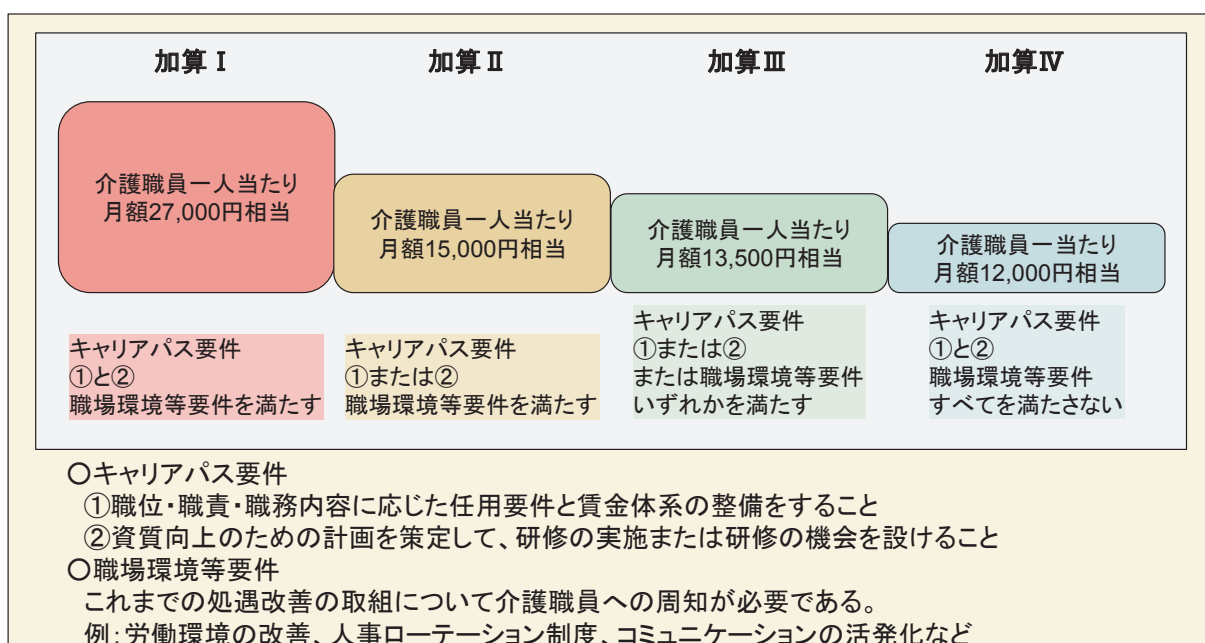 加算Ⅰ
加算Ⅱ
加算Ⅲ
加算Ⅳ
介護職員一人当たり
月額27,000円相当
介護職員一人当たり
月額15,000円相当
介護職員一人当たり
月額13,500円相当
介護職員一当たり
月額12,000円相当
キャリアパス要件
①と②
職場環境等要件を満たす
キャリアパス要件
①または②
職場環境等要件を満たす
キャリアパス要件
①または②
または職場環境等要件
いずれかを満たす
キャリアパス要件
①と②
職場環境等要件
すべてを満たさない
〇キャリアパス要件
①職位・職責・職務内容に応じた任用要件と賃金体系の整備をすること
②資質向上のための計画を策定して、研修の実施または研修の機会を設けること
〇職場環境等要件
これまでの処遇改善の取組について介護職員への周知が必要である。
例:労働環境の改善、人事ローテーション制度、コミュニケーションの活発化など